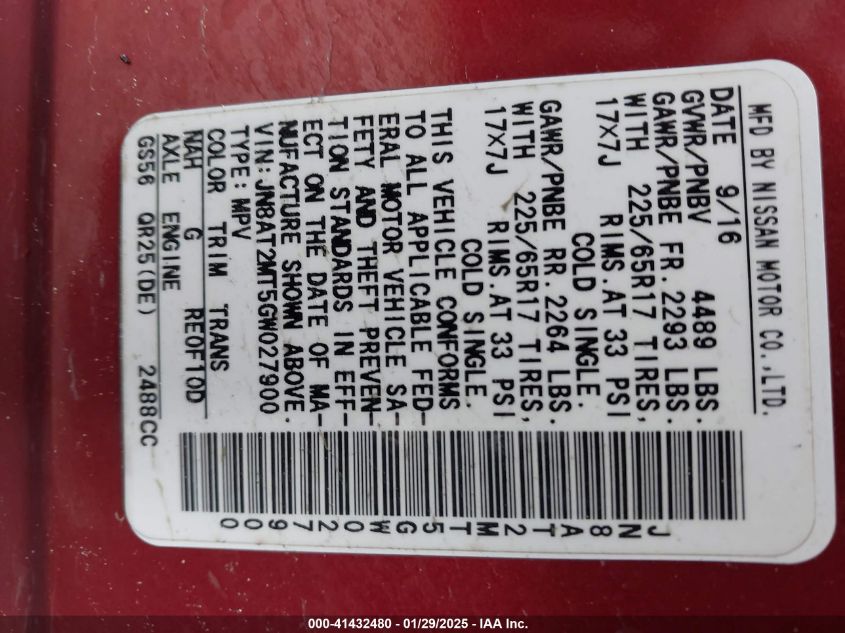 MFD BY NISSAN MOTOR CO.,LTD.
DATE 9/16
GVWR/PNBV 4489 LBS.
GAWR/PNBE FR. 2293 LBS.
WITH 225/65R17 TIRES,
17X7J RIMS.AT 33 PSI
COLD SINGLE.
GAWR/PNBE RR. 2264 LBS.
WITH 225/65R17 TIRES,
17X7J RIMS.AT 33 PSI
COLD SINGLE.
THIS VEHICLE CONFORMS
TO ALL APPLICABLE FED-
ERAL MOTOR VEHICLE SA-
FETY AND THEFT PREVEN-
TION STANDARDS IN EFF-
ECT ON THE DATE OF MA-
NUFACTURE SHOWN ABOVE.
VIN:JN8AT2MT5GW027900
TYPE:MPV
COLOR TRIM TRANS
NAH G RE0F10D
AXLE ENGINE
GS56 QR25(DE) 2488CC
JN8AT2MT5GW027900
000-41432480 - 01/29/2025 - IAA Inc.